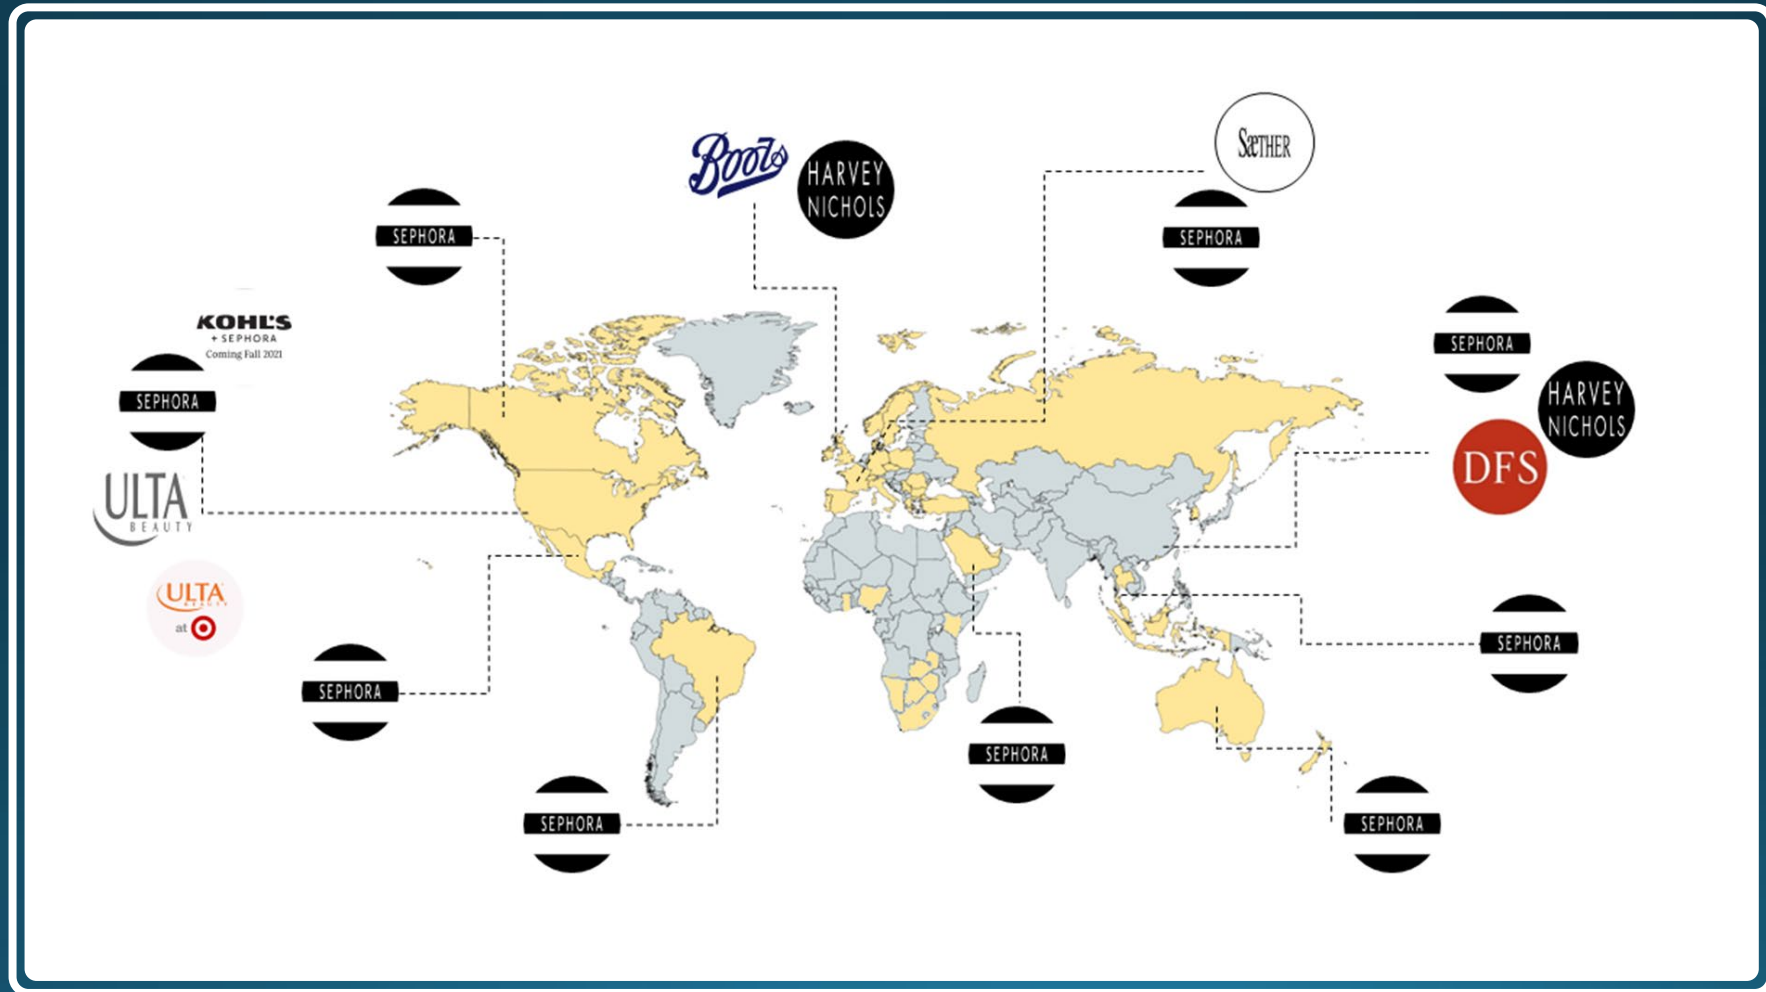 Boots
HARVEY
NICHOLS
SÆTHER
SEPHORA
SEPHORA
KOHL'S
+ SEPHORA
Coming Fall 2021
SEPHORA
SEPHORA
HARVEY
NICHOLS
DFS
ULTA
BEAUTY
ULTA
BEAUTY
at
SEPHORA
SEPHORA
SEPHORA
SEPHORA
SEPHORA